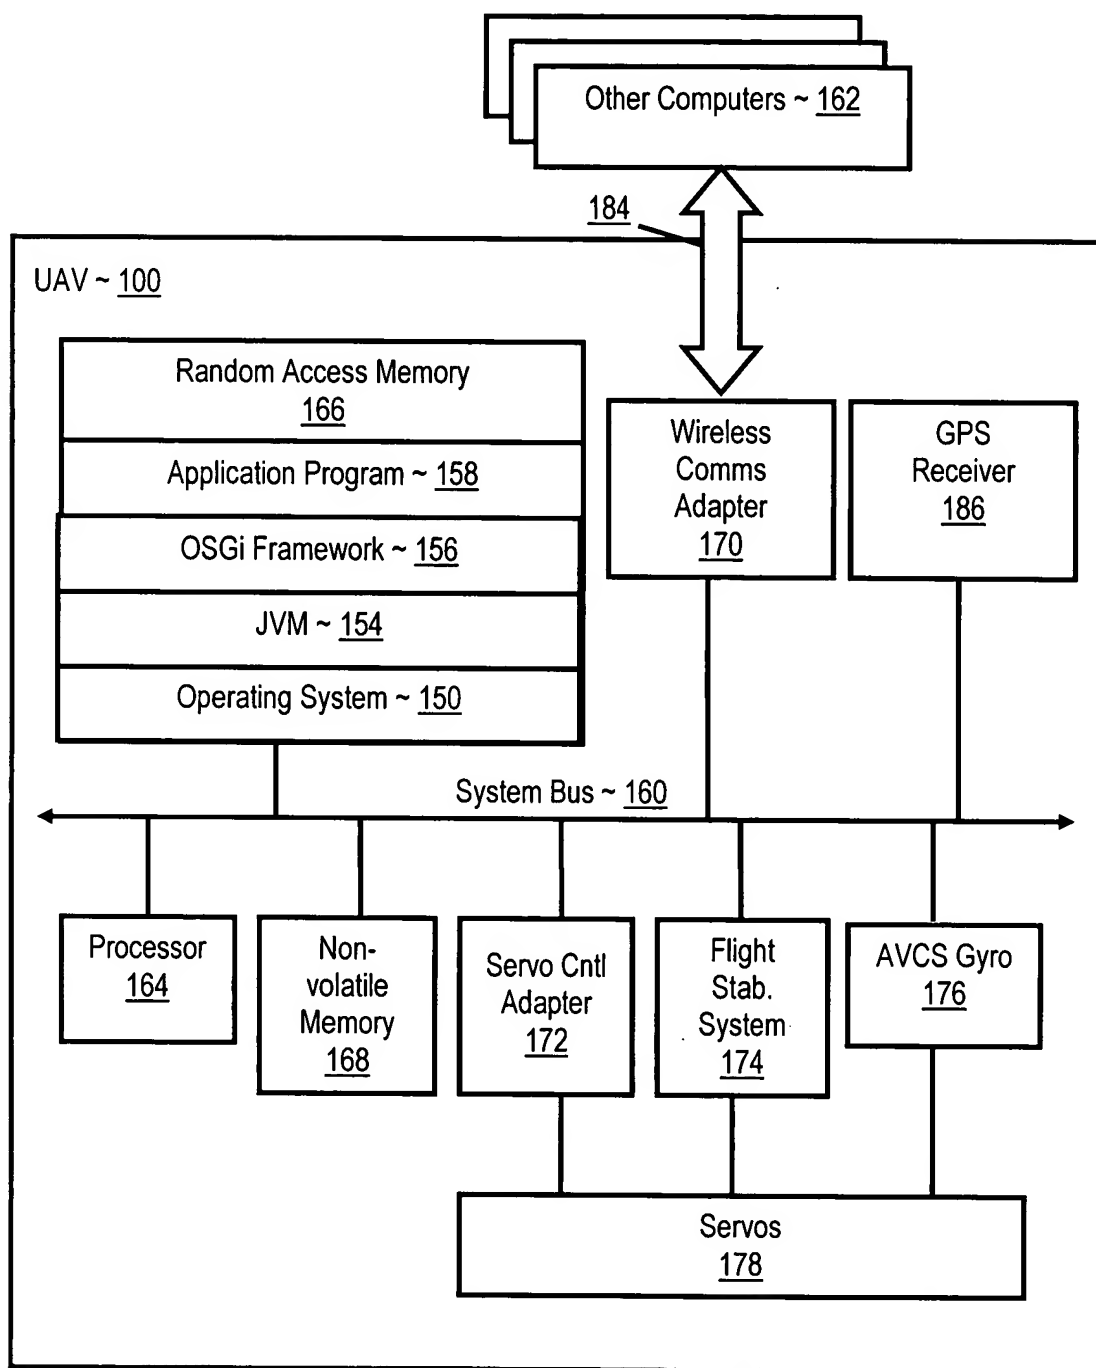 Other Computers ~ 162
184
UAV ~ 100
Random Access Memory
166
Application Program ~ 158
OSGi Framework ~ 156
JVM ~ 154
Operating System ~ 150
Wireless
Comms
Adapter
170
GPS
Receiver
186
System Bus ~ 160
Processor
164
Non-
volatile
Memory
168
Servo Cntl
Adapter
172
Flight
Stab.
System
174
AVCS Gyro
176
Servos
178